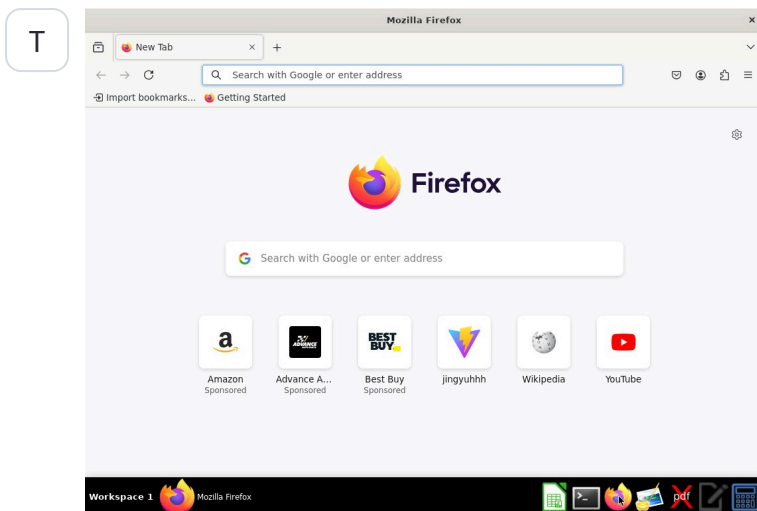 T
Mozilla Firefox
New Tab
Search with Google or enter address
Import bookmarks...
Getting Started
Firefox
Search with Google or enter address
a
ADVANCE
BEST BUY
Amazon
Sponsored
Advance A...
Sponsored
Best Buy
Sponsored
jingyuhhh
Wikipedia
YouTube
Workspace 1
Mozilla Firefox
pdf